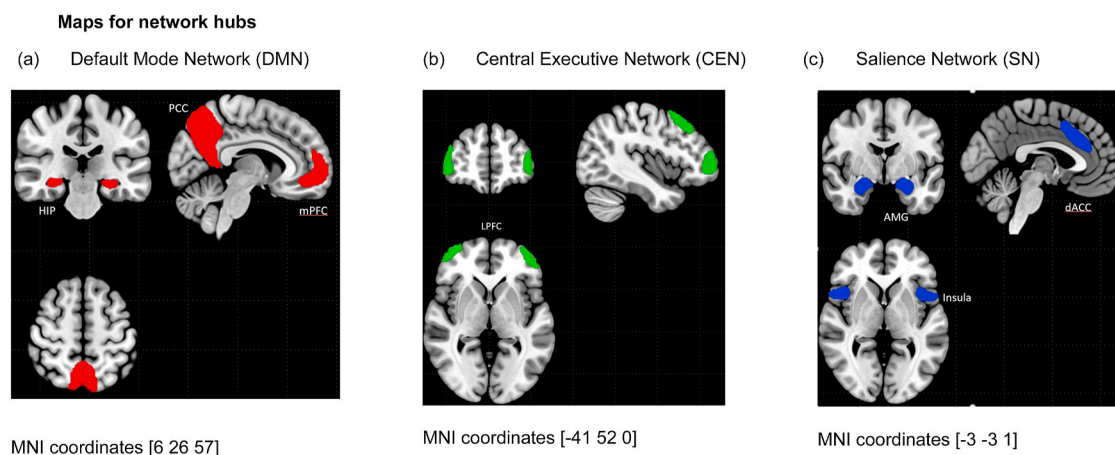 Maps for network hubs
(a) Default Mode Network (DMN)
PCC
HIP
mPFC
MNI coordinates [6 26 57]
(b) Central Executive Network (CEN)
LPFC
MNI coordinates [-41 52 0]
(c) Salience Network (SN)
AMG
dACC
Insula
MNI coordinates [-3 -3 1]